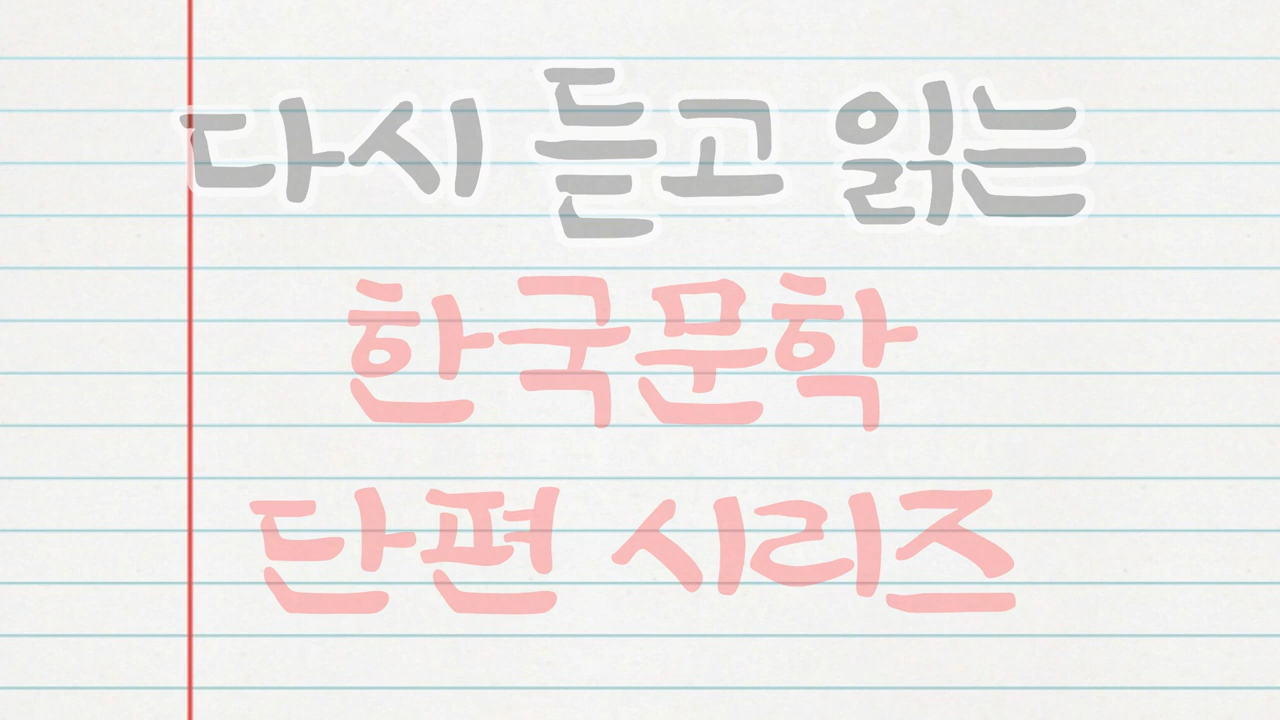 다시 듣고 읽는
한국문학
단편 시리즈